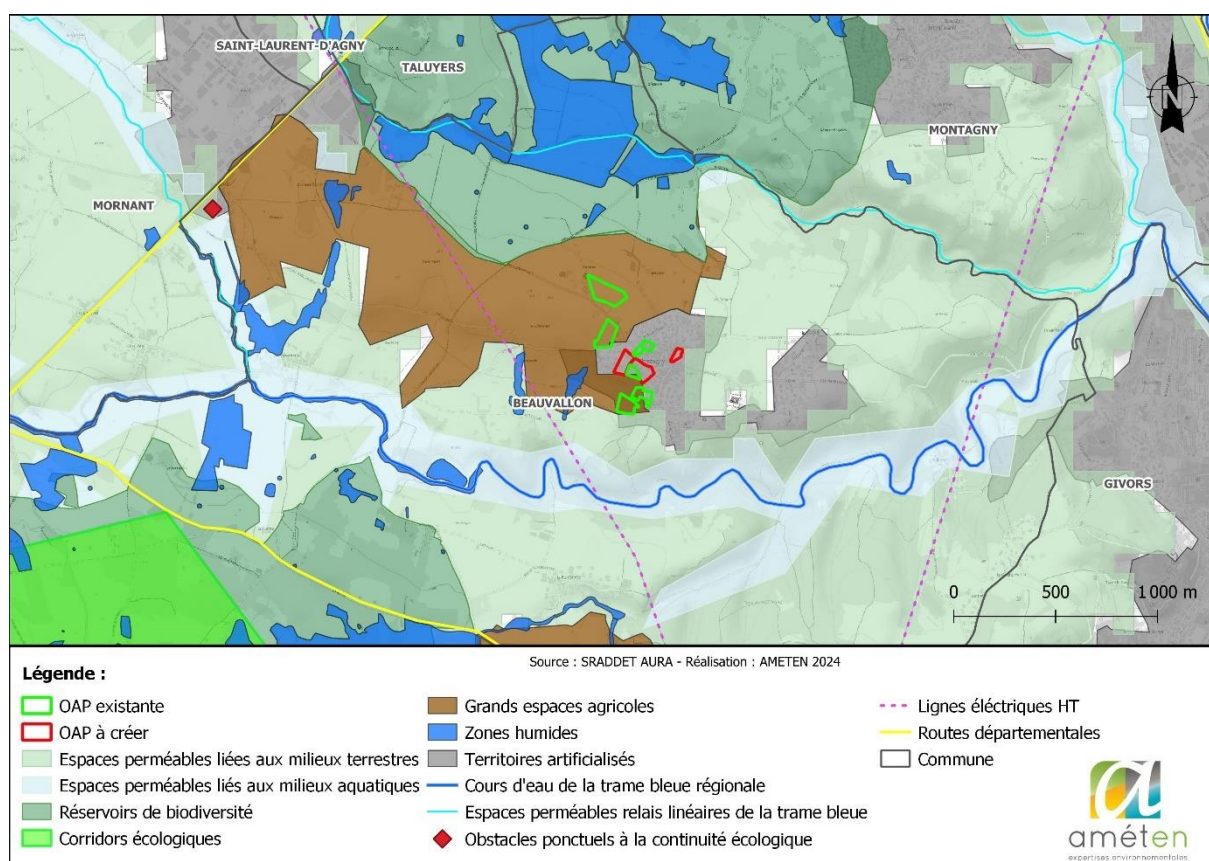 SAINT-LAURENT-D'AGNY
TALUYERS
MONTAGNY
N
MORNANT
BEAUVALLON
GIVORS
0 500 1 000 m
Source : SRADDET AURA - Réalisation : AMETEN 2024
Légende :
OAP existante
OAP à créer
Espaces perméables liées aux milieux terrestres
Espaces perméables liés aux milieux aquatiques
Réservoirs de biodiversité
Corridors écologiques
Grands espaces agricoles
Zones humides
Territoires artificialisés
Cours d'eau de la trame bleue régionale
Espaces perméables relais linéaires de la trame bleue
Obstacles ponctuels à la continuité écologique
Lignes éléctriques HT
Routes départementales
Commune
améten
expertises environnementales